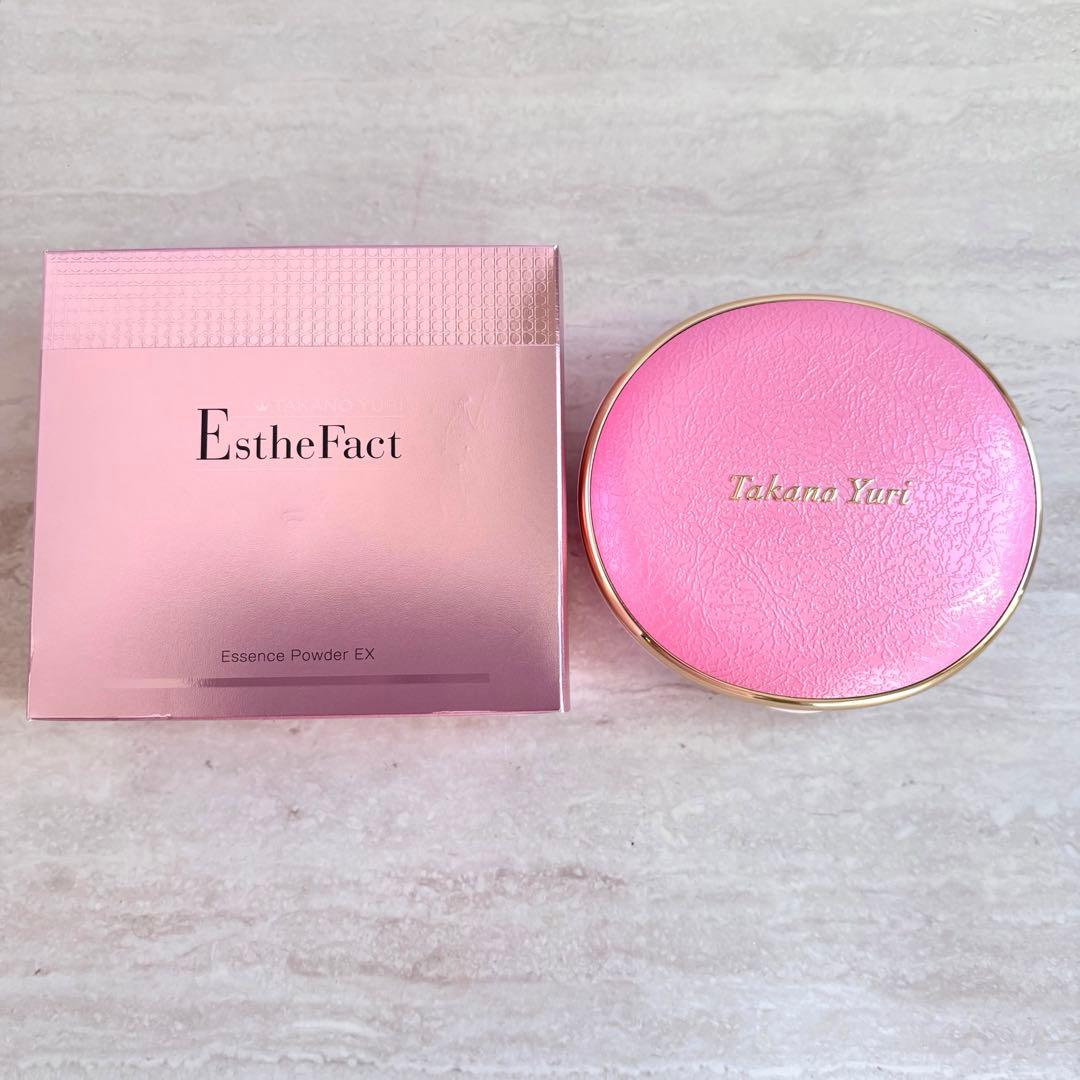 TAKANO YURI
EstheFact
Essence Powder EX
Takano Yuri